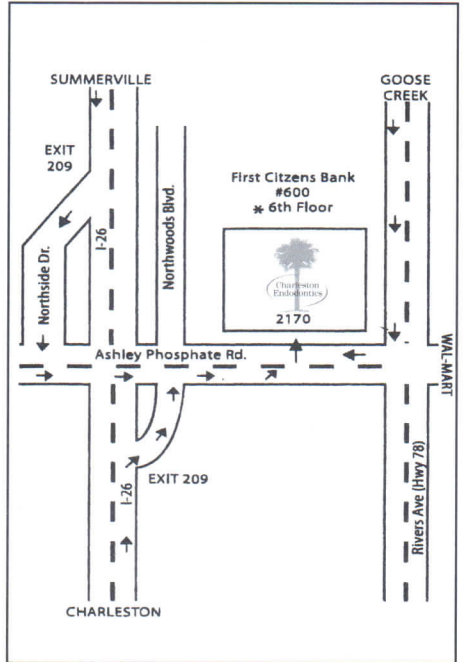 SUMMERVILLE
GOOSE
CREEK
EXIT
209
First Citzens Bank
#600
* 6th Floor
Northside Dr.
I-26
Northwoods Blvd.
Charleston
Endodontics
2170
Ashley Phosphate Rd.
WAL-MART
EXIT 209
I-26
Rivers Ave (Hwy 78)
CHARLESTON